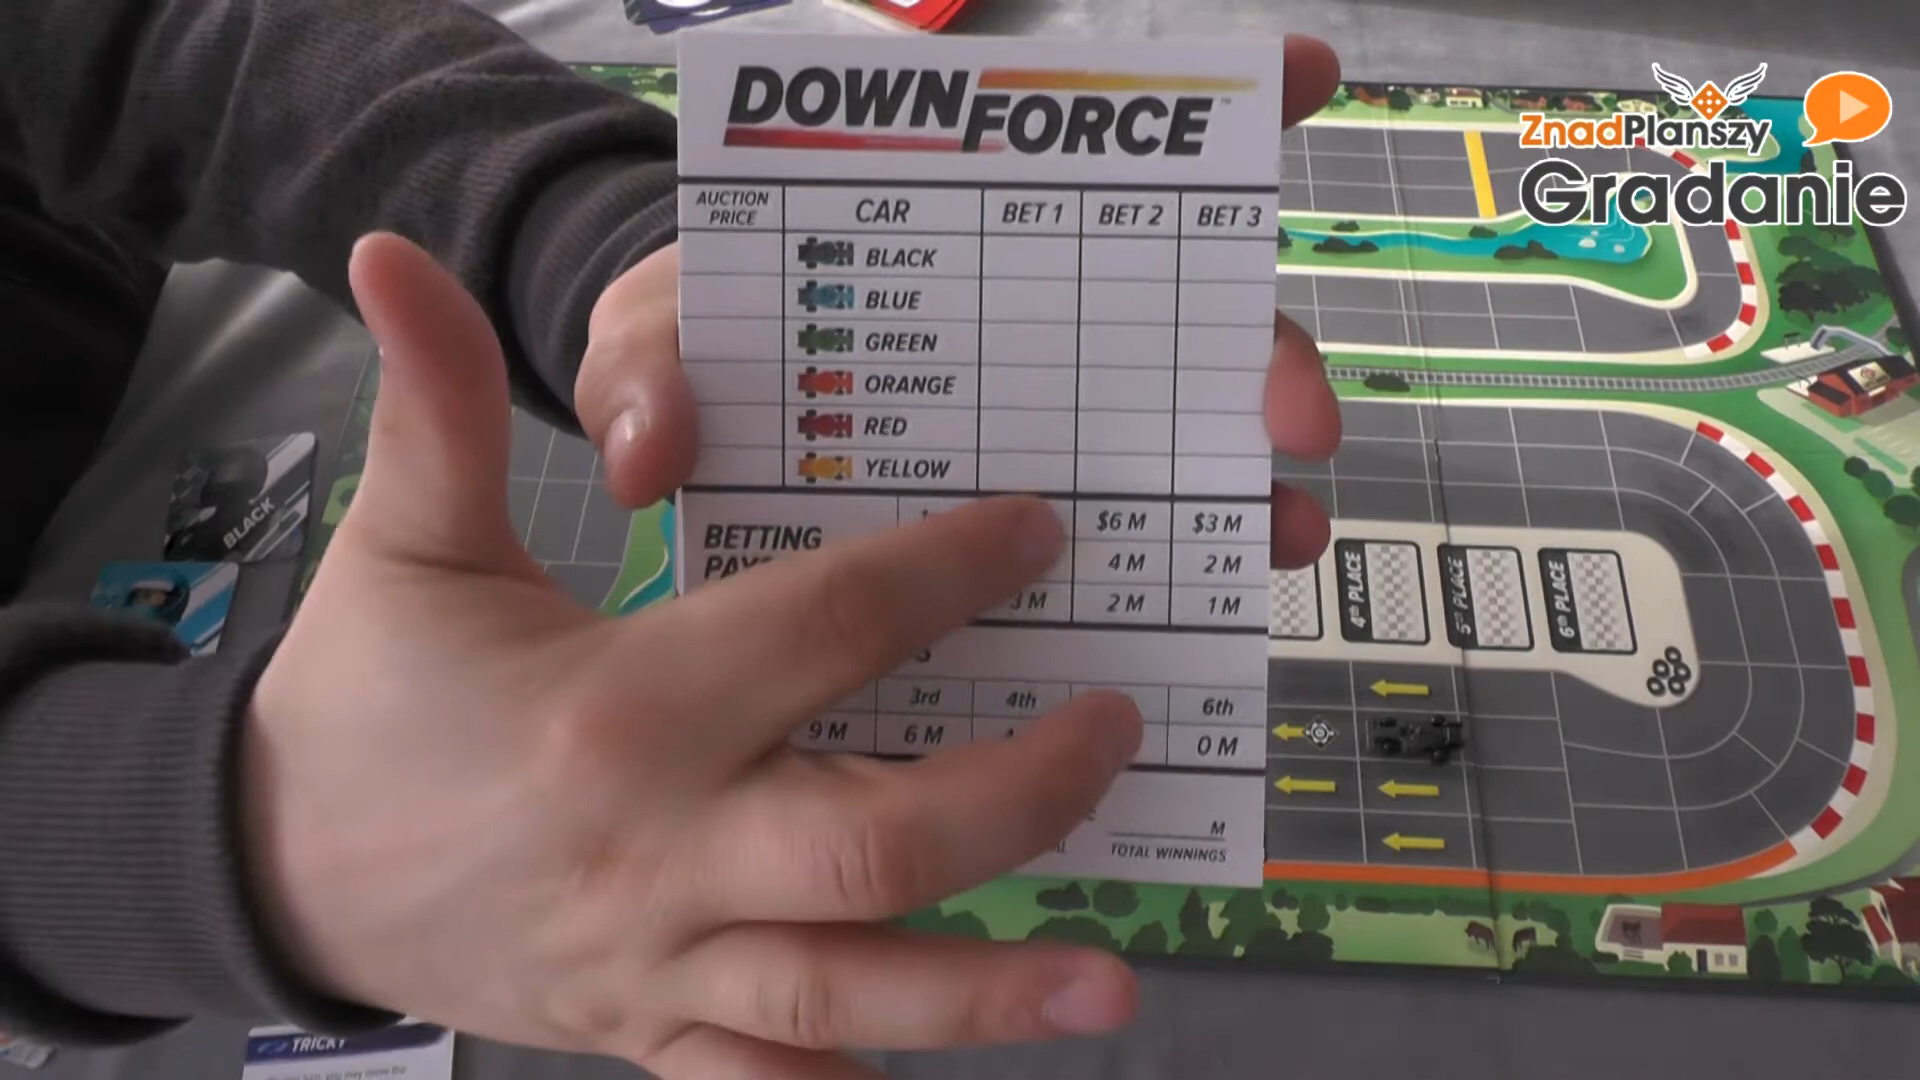 DOWNFORCE™
ZnadPlanszy
Gradanie
AUCTION PRICE CAR BET 1 BET 2 BET 3
BLACK
BLUE
GREEN
ORANGE
RED
YELLOW
BETTING $6 M $3 M
4 M 2 M
3 M 2 M 1 M
3rd 4th 6th
9 M 6 M 0 M
M
TOTAL WINNINGS
BLACK
4th PLACE
5th PLACE
6th PLACE
TRICKY